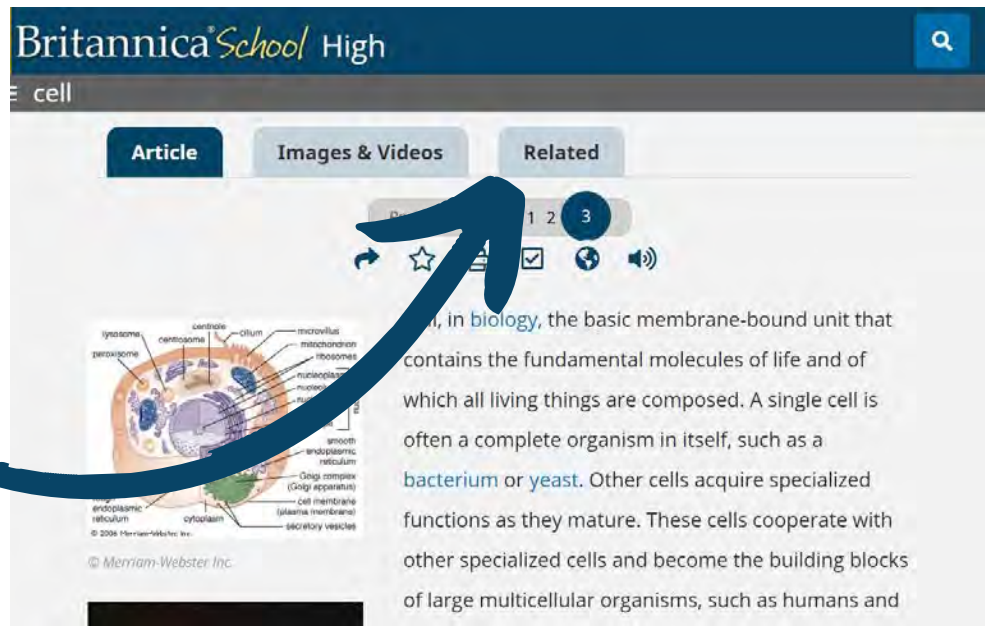 Britannica School High
cell
Article Images & Videos Related
1 2 3
in biology, the basic membrane-bound unit that
contains the fundamental molecules of life and of
which all living things are composed. A single cell is
often a complete organism in itself, such as a
bacterium or yeast. Other cells acquire specialized
functions as they mature. These cells cooperate with
other specialized cells and become the building blocks
of large multicellular organisms, such as humans and
lysosome
centrosome
centriole
cilium
microvillus
mitochondrion
ribosomes
peroxisome
smooth
endoplasmic
reticulum
Golgi complex
(Golgi apparatus)
cell membrane
(plasma membrane)
secretory vesicles
endoplasmic
reticulum
cytoplasm
© 2006 Merriam-Webster Inc.
© Merriam-Webster Inc.